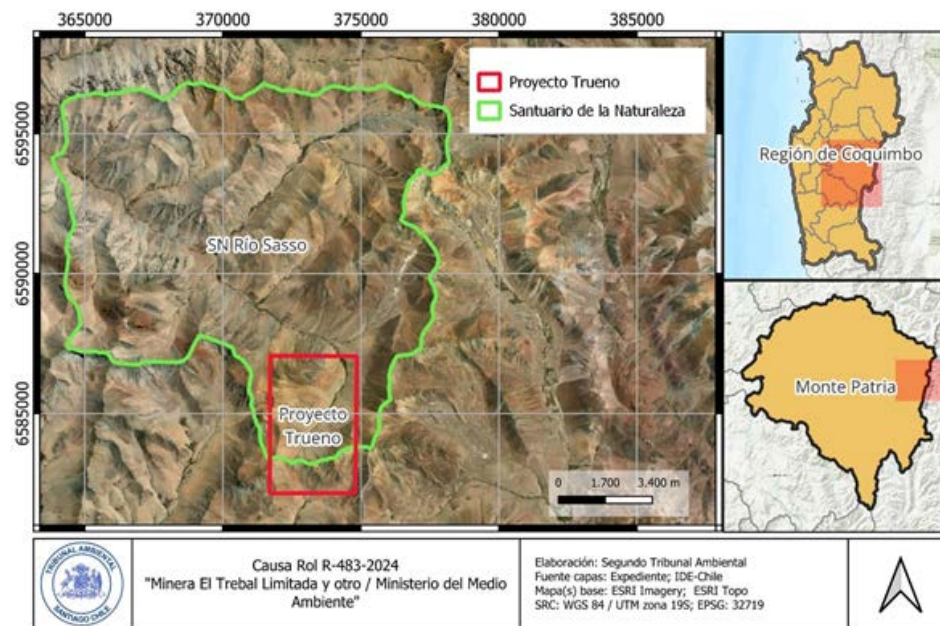 365000 370000 375000 380000 385000
Proyecto Trueno
Santuario de la Naturaleza
6595000
6590000
6585000
SN Río Sasso
Proyecto
Trueno
0 1.700 3.400 m
Región de Coquimbo
Monte Patria
TRIBUNAL AMBIENTAL
SANTIAGO CHILE
Causa Rol R-483-2024
"Minera El Trebal Limitada y otro / Ministerio del Medio
Ambiente"
Elaboración: Segundo Tribunal Ambiental
Fuente capas: Expediente; IDE-Chile
Mapa(s) base: ESRI Imagery; ESRI Topo
SRC: WGS 84 / UTM zona 19S; EPSG: 32719